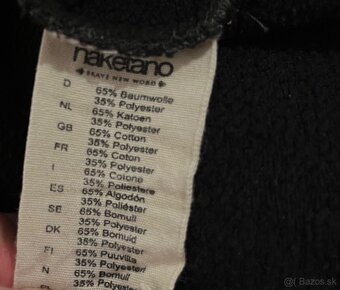 naketano
BRAVE NEW WORLD
D 65% Baumwolle
35% Polyester
NL 65% Katoen
35% Polyester
GB 65% Cotton
35% Polyester
FR 65% Coton
35% Polyester
I 65% Cotone
35% Poliestere
ES 65% Algodón
35% Poliéster
SE 65% Bomull
35% Polyester
DK 65% Bomuld
35% Polyester
FI 65% Puuvilla
35% Polyesteri
N 65% Bomull
35% Polyester
Bazos.sk